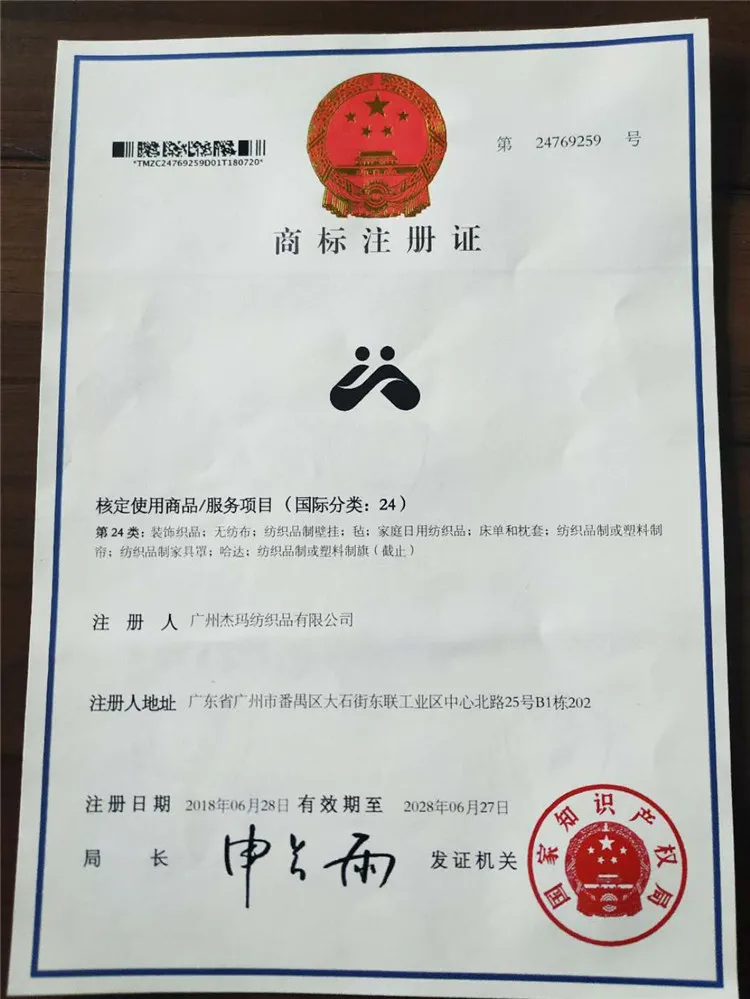 *TMZC24769259D01T180720*
第 24769259 号
商标注册证
核定使用商品/服务项目（国际分类：24）
第24类：装饰织品；无纺布；纺织品制壁挂；毡；家庭日用纺织品；床单和枕套；纺织品制或塑料制
帘；纺织品制家具罩；哈达；纺织品制或塑料制旗（截止）
注 册 人 广州杰玛纺织品有限公司
注册人地址 广东省广州市番禺区大石街东联工业区中心北路25号B1栋202
注册日期 2018年06月28日 有效期至 2028年06月27日
局 长 申长雨 发证机关
国家知识产权局